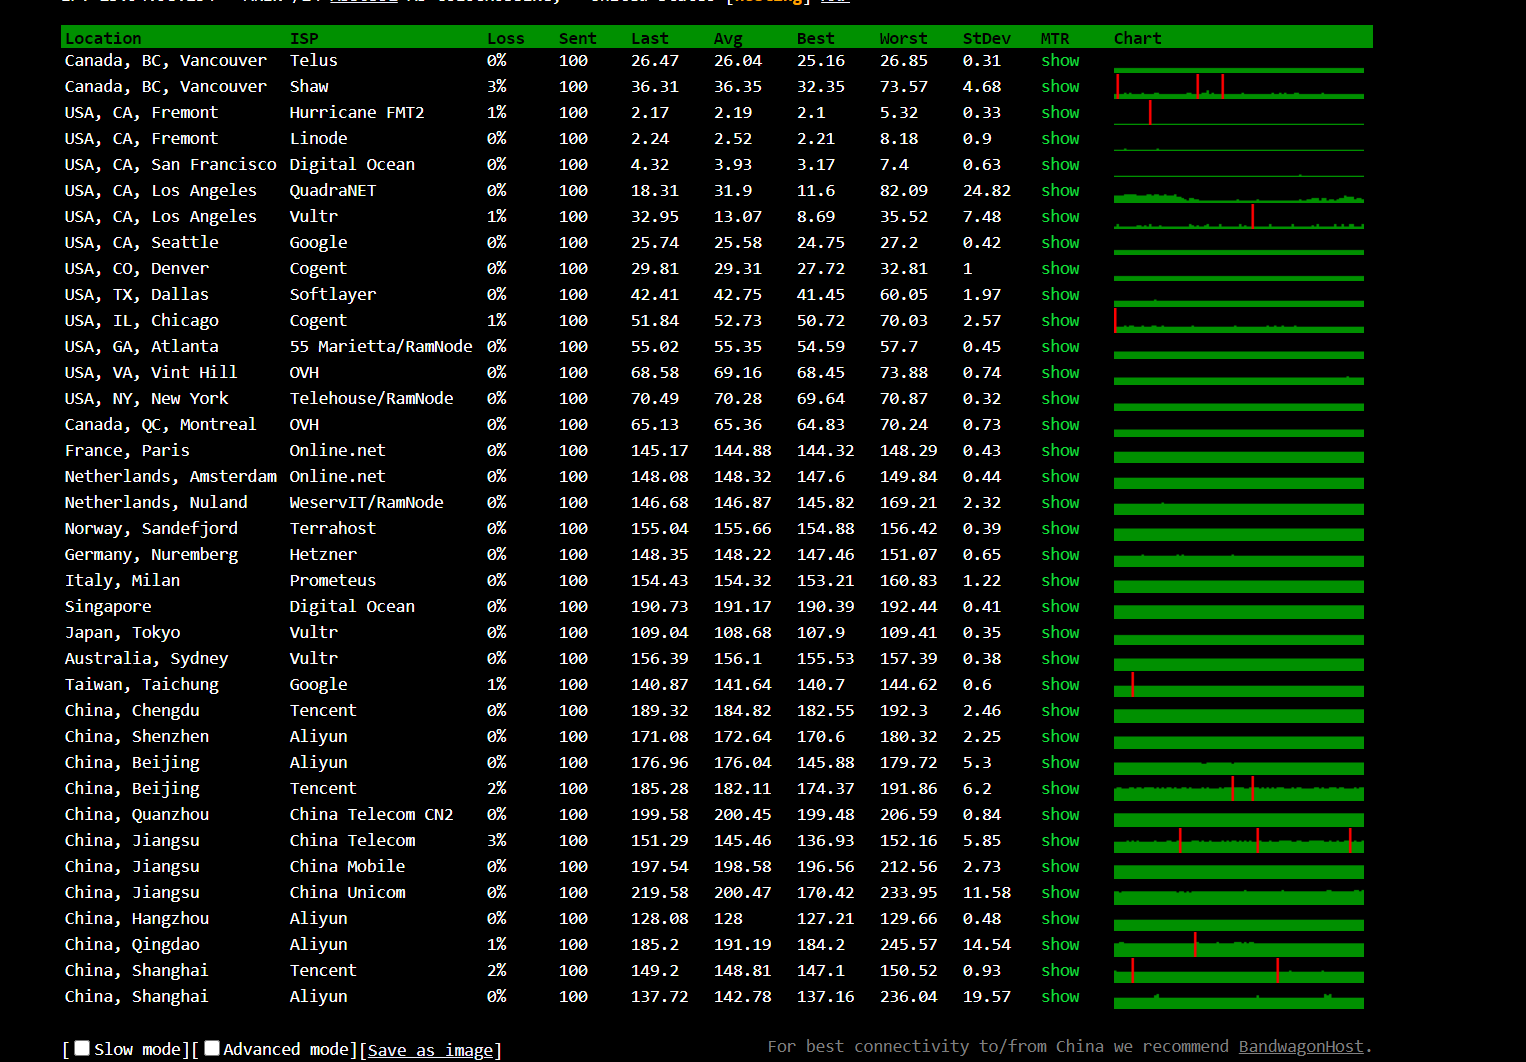 Location ISP Loss Sent Last Avg Best Worst StDev MTR Chart
Canada, BC, Vancouver Telus 0% 100 26.47 26.04 25.16 26.85 0.31 show
Canada, BC, Vancouver Shaw 3% 100 36.31 36.35 32.35 73.57 4.68 show
USA, CA, Fremont Hurricane FMT2 1% 100 2.17 2.19 2.1 5.32 0.33 show
USA, CA, Fremont Linode 0% 100 2.24 2.52 2.21 8.18 0.9 show
USA, CA, San Francisco Digital Ocean 0% 100 4.32 3.93 3.17 7.4 0.63 show
USA, CA, Los Angeles QuadraNET 0% 100 18.31 31.9 11.6 82.09 24.82 show
USA, CA, Los Angeles Vultr 1% 100 32.95 13.07 8.69 35.52 7.48 show
USA, CA, Seattle Google 0% 100 25.74 25.58 24.75 27.2 0.42 show
USA, CO, Denver Cogent 0% 100 29.81 29.31 27.72 32.81 1 show
USA, TX, Dallas Softlayer 0% 100 42.41 42.75 41.45 60.05 1.97 show
USA, IL, Chicago Cogent 1% 100 51.84 52.73 50.72 70.03 2.57 show
USA, GA, Atlanta 55 Marietta/RamNode 0% 100 55.02 55.35 54.59 57.7 0.45 show
USA, VA, Vint Hill OVH 0% 100 68.58 69.16 68.45 73.88 0.74 show
USA, NY, New York Telehouse/RamNode 0% 100 70.49 70.28 69.64 70.87 0.32 show
Canada, QC, Montreal OVH 0% 100 65.13 65.36 64.83 70.24 0.73 show
France, Paris Online.net 0% 100 145.17 144.88 144.32 148.29 0.43 show
Netherlands, Amsterdam Online.net 0% 100 148.08 148.32 147.6 149.84 0.44 show
Netherlands, Nuland WeservIT/RamNode 0% 100 146.68 146.87 145.82 169.21 2.32 show
Norway, Sandefjord Terrahost 0% 100 155.04 155.66 154.88 156.42 0.39 show
Germany, Nuremberg Hetzner 0% 100 148.35 148.22 147.46 151.07 0.65 show
Italy, Milan Prometeus 0% 100 154.43 154.32 153.21 160.83 1.22 show
Singapore Digital Ocean 0% 100 190.73 191.17 190.39 192.44 0.41 show
Japan, Tokyo Vultr 0% 100 109.04 108.68 107.9 109.41 0.35 show
Australia, Sydney Vultr 0% 100 156.39 156.1 155.53 157.39 0.38 show
Taiwan, Taichung Google 1% 100 140.87 141.64 140.7 144.62 0.6 show
China, Chengdu Tencent 0% 100 189.32 184.82 182.55 192.3 2.46 show
China, Shenzhen Aliyun 0% 100 171.08 172.64 170.6 180.32 2.25 show
China, Beijing Aliyun 0% 100 176.96 176.04 145.88 179.72 5.3 show
China, Beijing Tencent 2% 100 185.28 182.11 174.37 191.86 6.2 show
China, Quanzhou China Telecom CN2 0% 100 199.58 200.45 199.48 206.59 0.84 show
China, Jiangsu China Telecom 3% 100 151.29 145.46 136.93 152.16 5.85 show
China, Jiangsu China Mobile 0% 100 197.54 198.58 196.56 212.56 2.73 show
China, Jiangsu China Unicom 0% 100 219.58 200.47 170.42 233.95 11.58 show
China, Hangzhou Aliyun 0% 100 128.08 128 127.21 129.66 0.48 show
China, Qingdao Aliyun 1% 100 185.2 191.19 184.2 245.57 14.54 show
China, Shanghai Tencent 2% 100 149.2 148.81 147.1 150.52 0.93 show
China, Shanghai Aliyun 0% 100 137.72 142.78 137.16 236.04 19.57 show
[Slow mode][Advanced mode][Save as image] For best connectivity to/from China we recommend BandwagonHost.